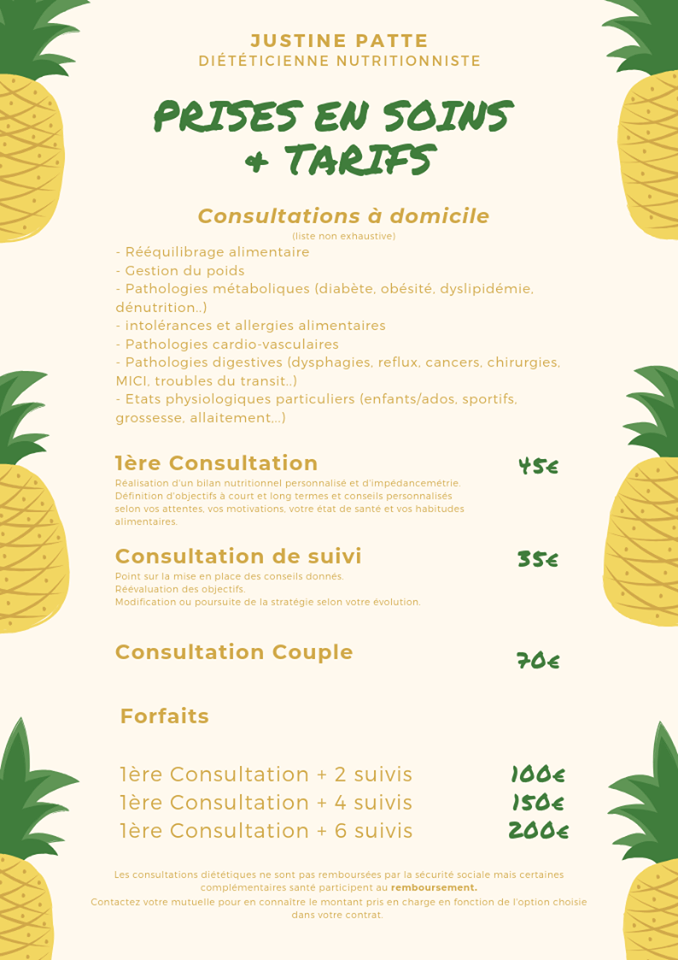 JUSTINE PATTE
DIÉTÉTICIENNE NUTRITIONNISTE
PRISES EN SOINS
& TARIFS
Consultations à domicile
(liste non exhaustive)
- Rééquilibrage alimentaire
- Gestion du poids
- Pathologies métaboliques (diabète, obésité, dyslipidémie,
dénutrition..)
- intolérances et allergies alimentaires
- Pathologies cardio-vasculaires
- Pathologies digestives (dysphagies, reflux, cancers, chirurgies,
MICI, troubles du transit..)
- Etats physiologiques particuliers (enfants/ados, sportifs,
grossesse, allaitement...)
1ère Consultation 45€
Réalisation d'un bilan nutritionnel personnalisé et d'impédancemétrie.
Définition d'objectifs à court et long termes et conseils personnalisés
selon vos attentes, vos motivations, votre état de santé et vos habitudes
alimentaires.
Consultation de suivi 35€
Point sur la mise en place des conseils donnés.
Réévaluation des objectifs.
Modification ou poursuite de la stratégie selon votre évolution.
Consultation Couple 70€
Forfaits
1ère Consultation + 2 suivis 100€
1ère Consultation + 4 suivis 150€
1ère Consultation + 6 suivis 200€
Les consultations diététiques ne sont pas remboursées par la sécurité sociale mais certaines
complémentaires santé participent au remboursement.
Contactez votre mutuelle pour en connaître le montant pris en charge en fonction de l'option choisie
dans votre contrat.